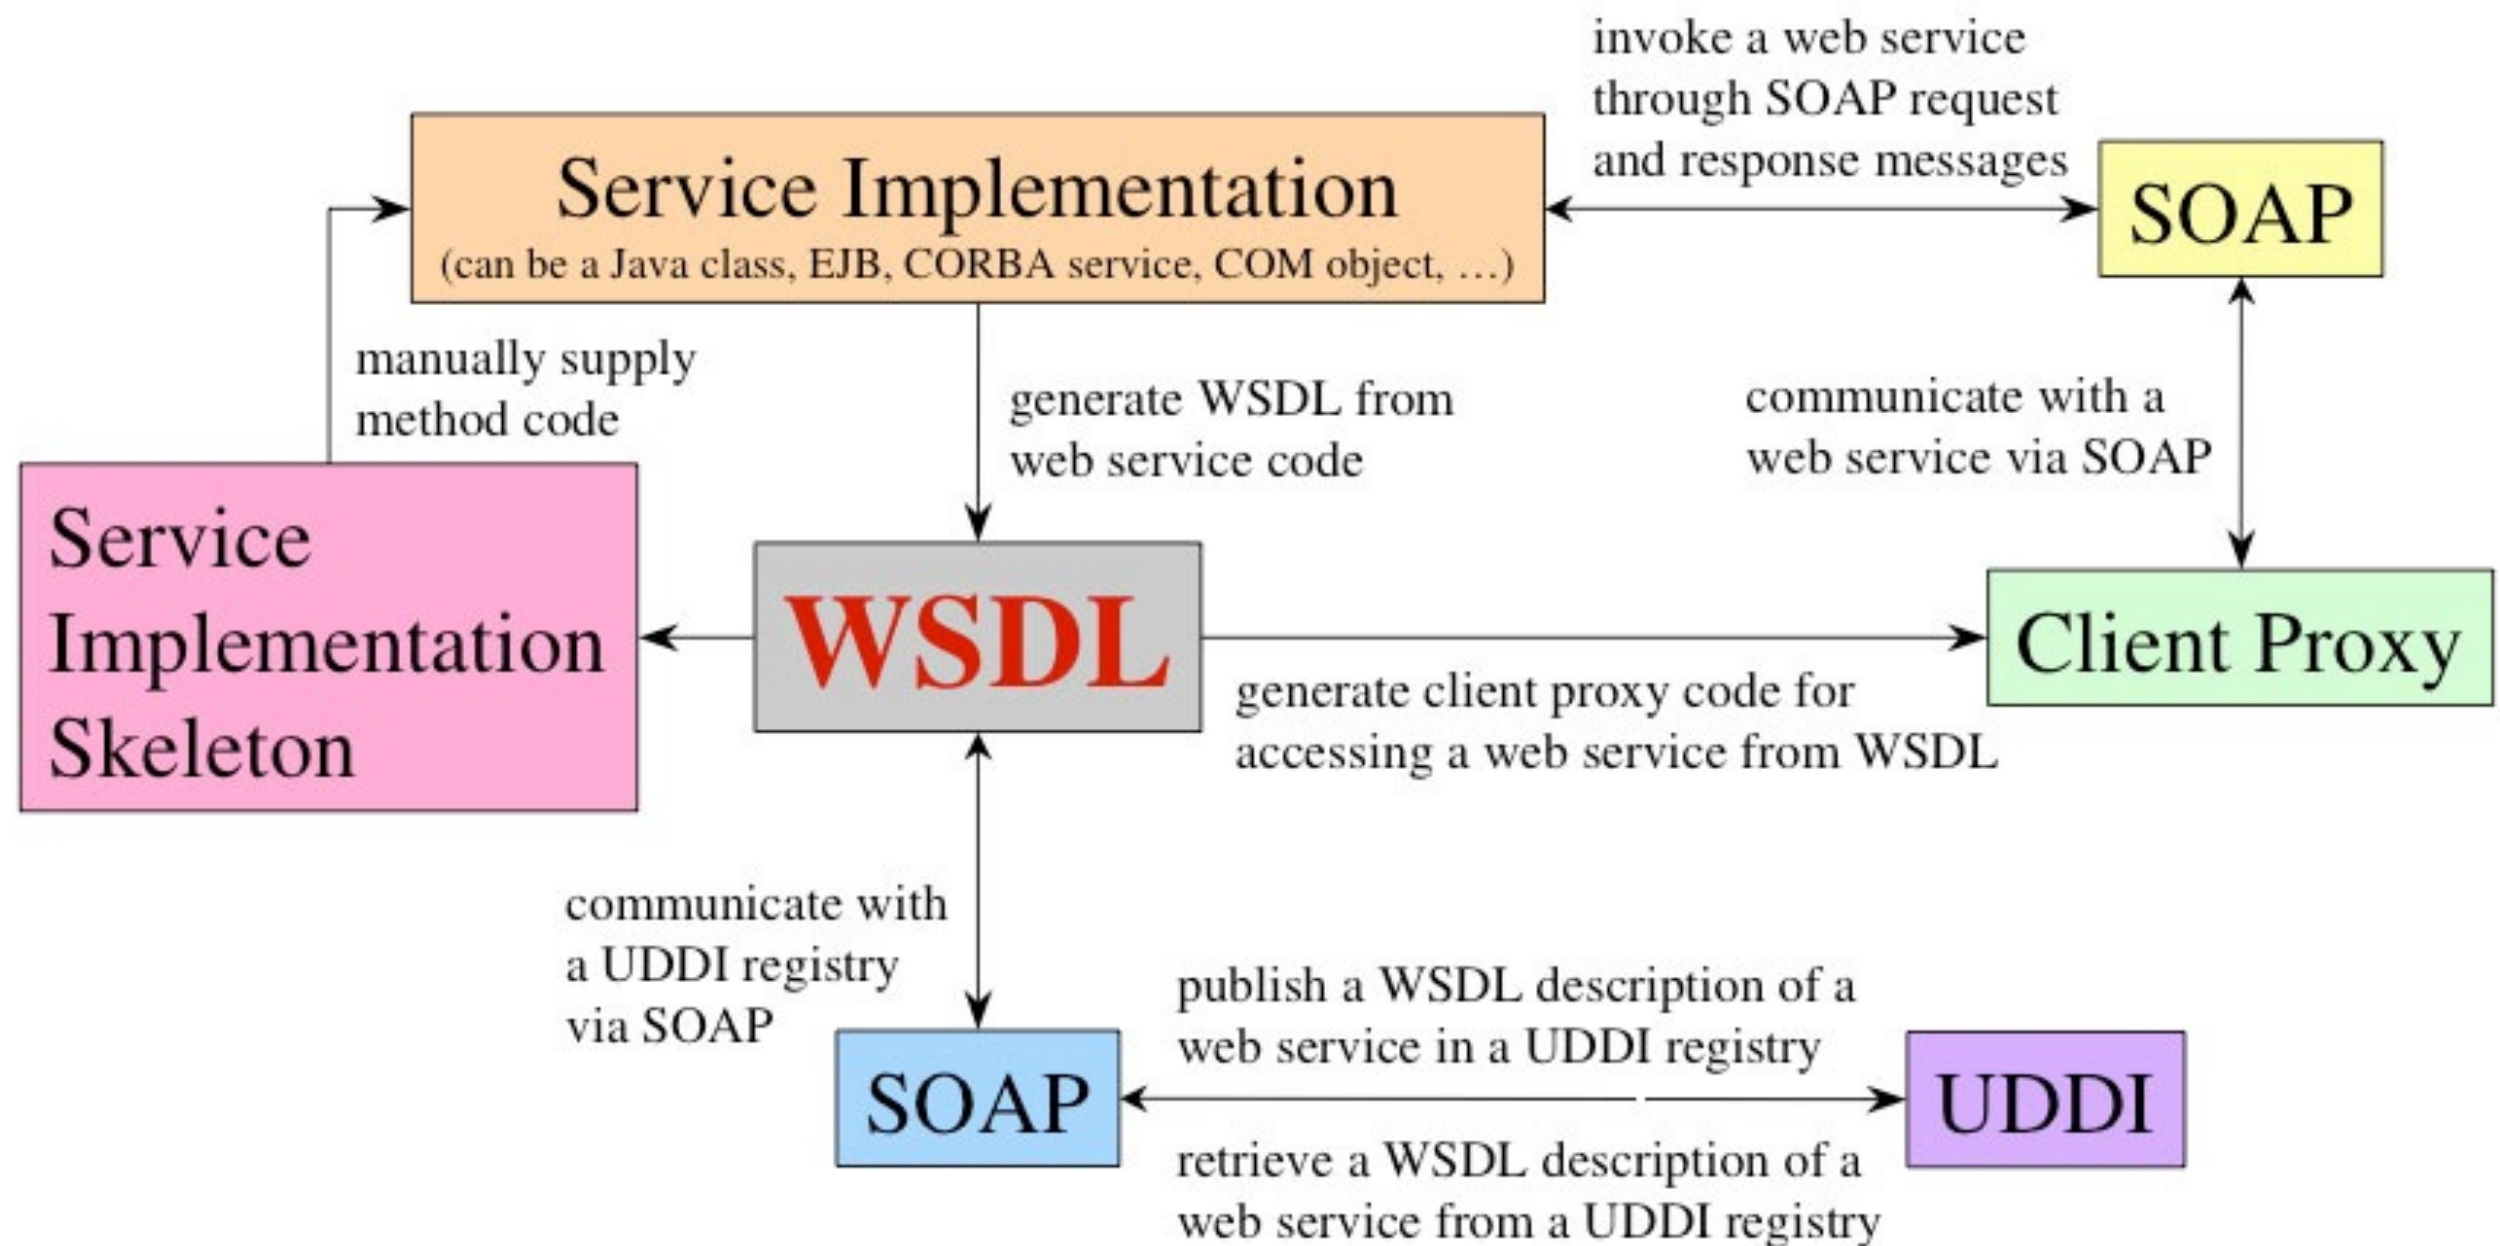 invoke a web service
through SOAP request
and response messages
Service Implementation
(can be a Java class, EJB, CORBA service, COM object, …)
SOAP
manually supply
method code
generate WSDL from
web service code
communicate with a
web service via SOAP
Service
Implementation
Skeleton
WSDL
Client Proxy
generate client proxy code for
accessing a web service from WSDL
communicate with
a UDDI registry
via SOAP
publish a WSDL description of a
web service in a UDDI registry
SOAP
UDDI
retrieve a WSDL description of a
web service from a UDDI registry